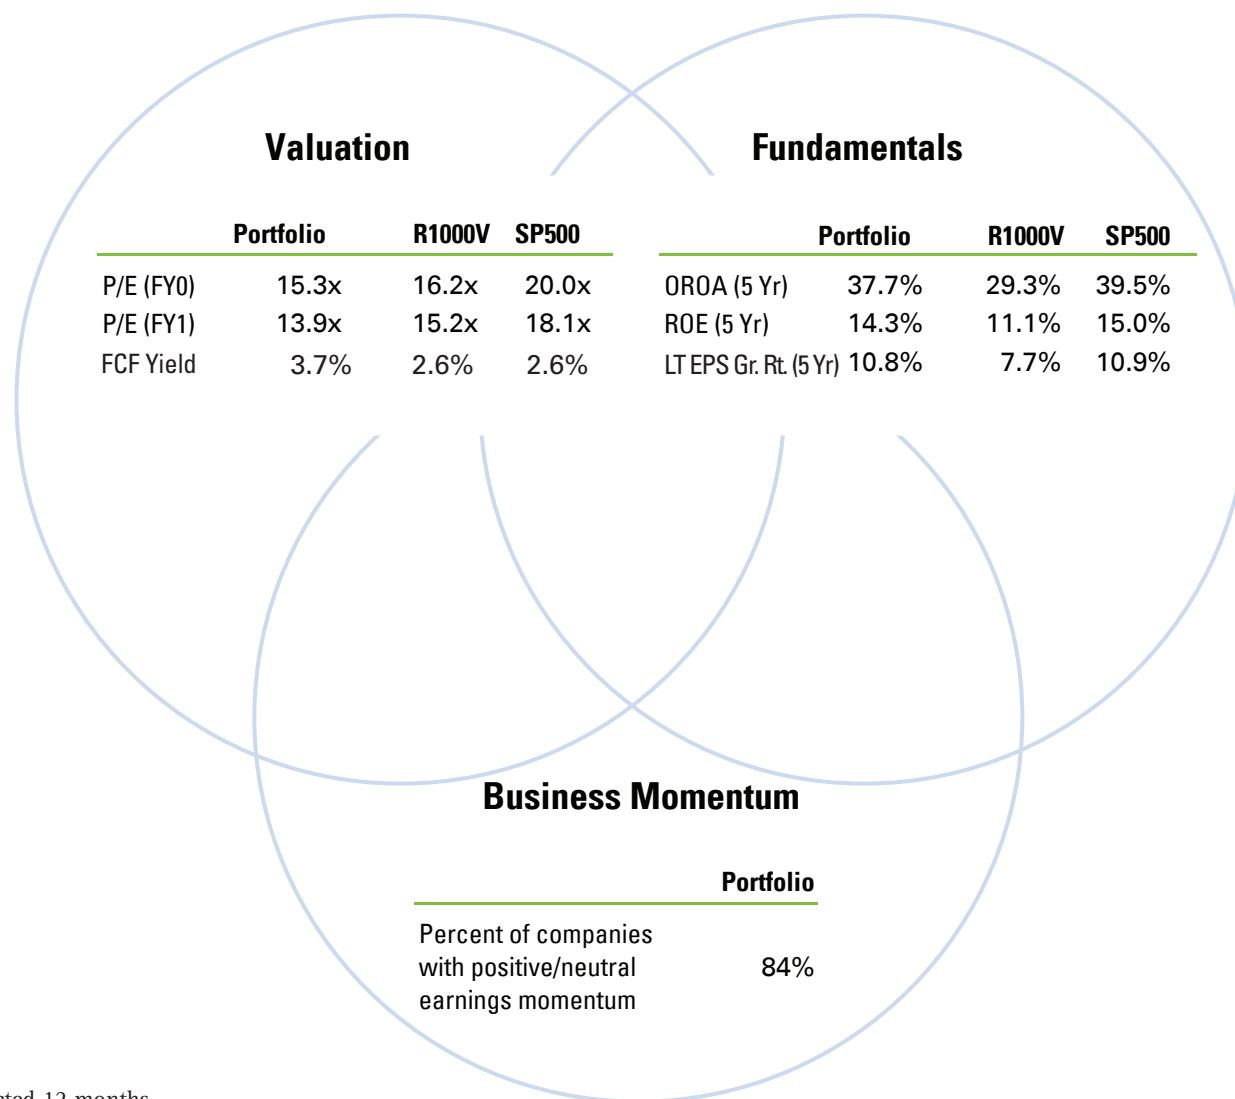 Valuation
Portfolio R1000V SP500
P/E (FY0) 15.3x 16.2x 20.0x
P/E (FY1) 13.9x 15.2x 18.1x
FCF Yield 3.7% 2.6% 2.6%
Fundamentals
Portfolio R1000V SP500
OROA (5 Yr) 37.7% 29.3% 39.5%
ROE (5 Yr) 14.3% 11.1% 15.0%
LT EPS Gr. Rt. (5 Yr) 10.8% 7.7% 10.9%
Business Momentum
Portfolio
Percent of companies
with positive/neutral 84%
earnings momentum
12 months